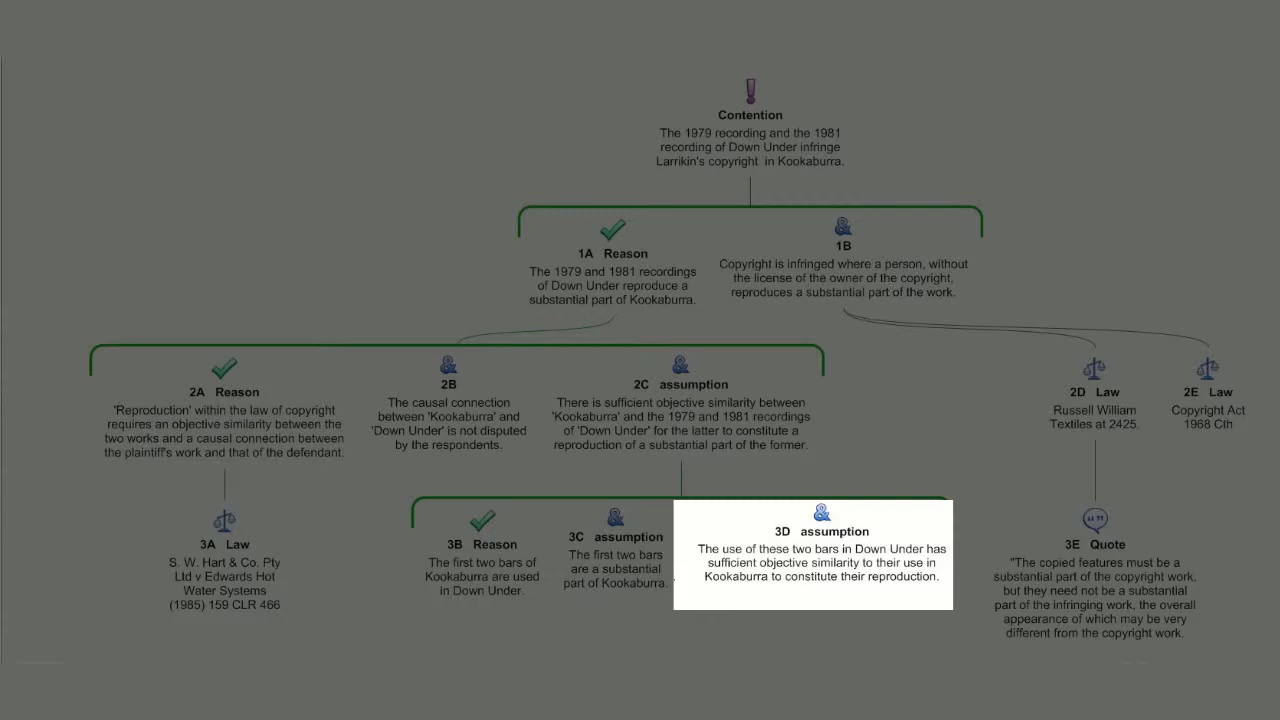 Contention
The 1979 recording and the 1981
recording of Down Under infringe
Larrikin's copyright in Kookaburra.
1A Reason
The 1979 and 1981 recordings
of Down Under reproduce a
substantial part of Kookaburra.
1B
Copyright is infringed where a person, without
the license of the owner of the copyright,
reproduces a substantial part of the work.
2A Reason
'Reproduction' within the law of copyright
requires an objective similarity between the
two works and a causal connection between
the plaintiff's work and that of the defendant.
2B
The causal connection
between 'Kookaburra' and
'Down Under' is not disputed
by the respondents.
2C assumption
There is sufficient objective similarity between
'Kookaburra' and the 1979 and 1981 recordings
of 'Down Under' for the latter to constitute a
reproduction of a substantial part of the former.
2D Law
Russell William
Textiles at 2425.
2E Law
Copyright Act
1968 Cth
3A Law
S. W. Hart & Co. Pty
Ltd v Edwards Hot
Water Systems
(1985) 159 CLR 466
3B Reason
The first two bars of
Kookaburra are used
in Down Under.
3C assumption
The first two bars
are a substantial
part of Kookaburra.
3D assumption
The use of these two bars in Down Under has
sufficient objective similarity to their use in
Kookaburra to constitute their reproduction.
3E Quote
"The copied features must be a
substantial part of the copyright work,
but they need not be a substantial
part of the infringing work, the overall
appearance of which may be very
different from the copyright work.